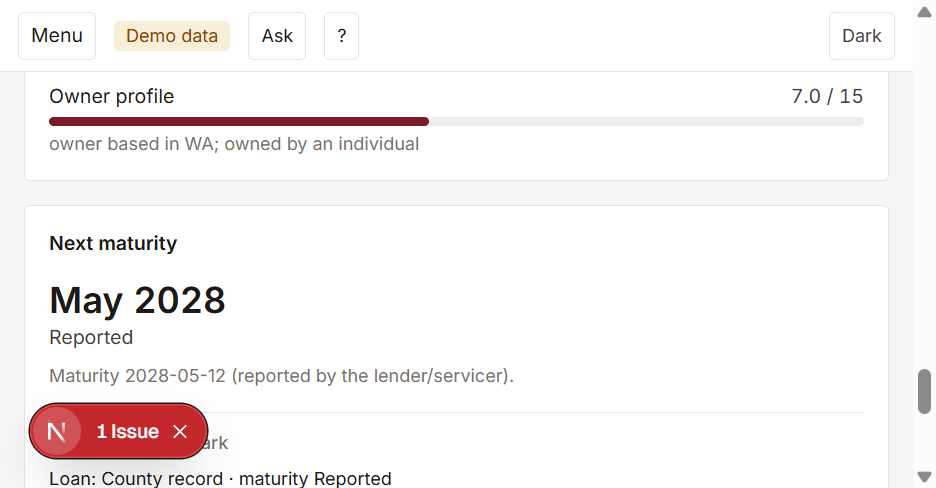 Menu
Demo data
Ask
?
Dark
Owner profile
7.0 / 15
owner based in WA; owned by an individual
Next maturity
May 2028
Reported
Maturity 2028-05-12 (reported by the lender/servicer).
N 1 Issue ×
Loan: County record · maturity Reported